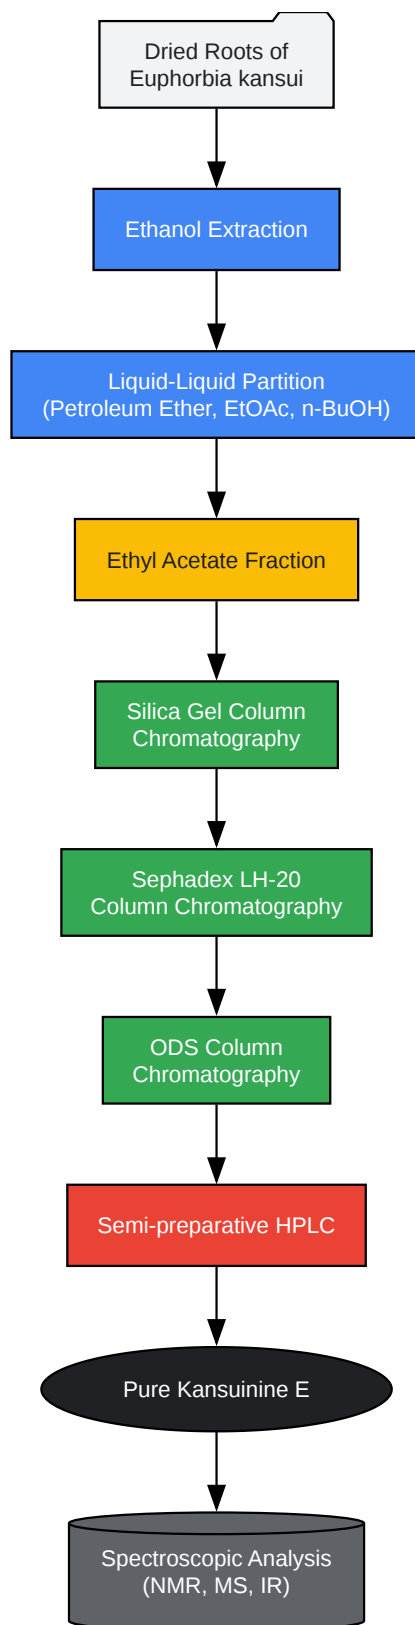 Dried Roots of
Euphorbia kansui
Ethanol Extraction
Liquid-Liquid Partition
(Petroleum Ether, EtOAc, n-BuOH)
Ethyl Acetate Fraction
Silica Gel Column
Chromatography
Sephadex LH-20
Column Chromatography
ODS Column
Chromatography
Semi-preparative HPLC
Pure Kansuinine E
Spectroscopic Analysis
(NMR, MS, IR)